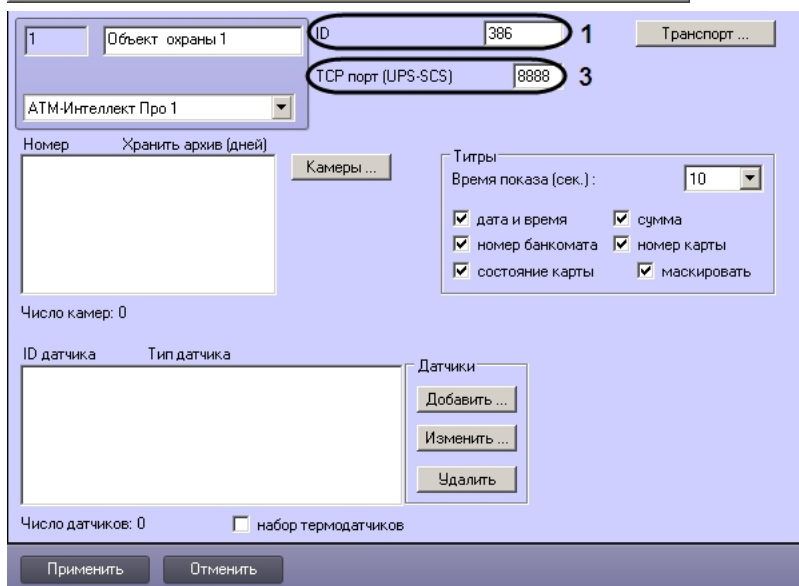 1 Объект охраны 1 ID 386 1 Транспорт ...
TCP порт (UPS-SCS) 8888 3
АТМ-Интеллект Про 1
Номер Хранить архив (дней)
Камеры ...
Титры
Время показа (сек.) : 10
дата и время сумма
номер банкомата номер карты
состояние карты маскировать
Число камер: 0
ID датчика Тип датчика
Датчики
Добавить ...
Изменить ...
Удалить
Число датчиков: 0 набор термодатчиков
Применить Отменить